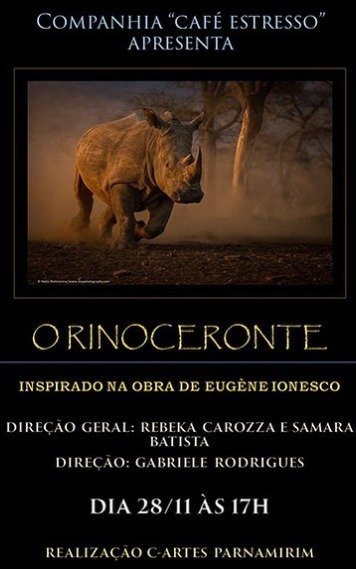 COMPANHIA “CAFÉ ESTRESSO”
APRESENTA
O RINOCERONTE
INSPIRADO NA OBRA DE EUGÈNE IONESCO
DIREÇÃO GERAL: REBEKA CAROZZA E SAMARA
BATISTA
DIREÇÃO: GABRIELE RODRIGUES
DIA 28/11 ÀS 17H
REALIZAÇÃO C-ARTES PARNAMIRIM